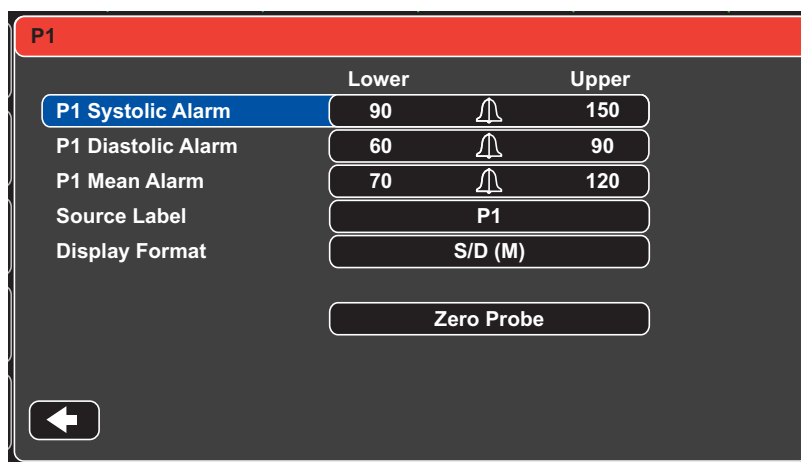 P1
Lower Upper
P1 Systolic Alarm 90 150
P1 Diastolic Alarm 60 90
P1 Mean Alarm 70 120
Source Label P1
Display Format S/D (M)
Zero Probe